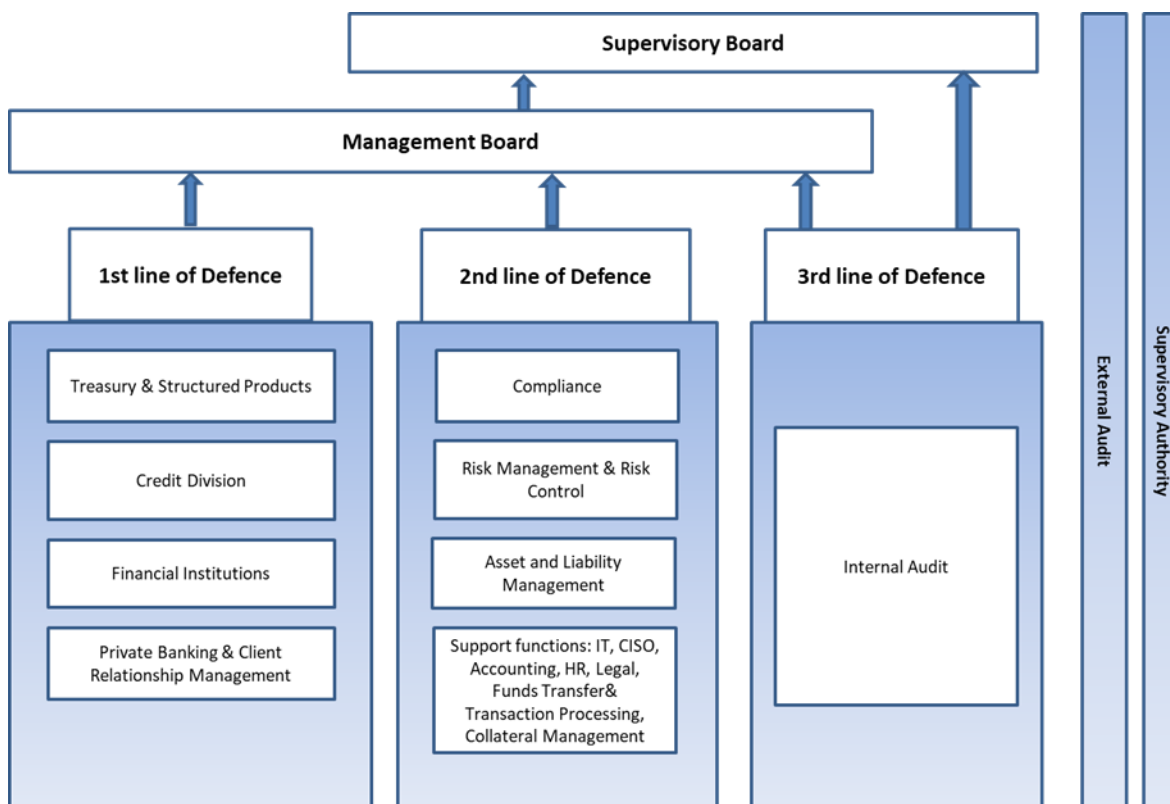 Supervisory Board
Management Board
1st line of Defence
2nd line of Defence
3rd line of Defence
Treasury & Structured Products
Credit Division
Financial Institutions
Private Banking & Client
Relationship Management
Compliance
Risk Management & Risk
Control
Asset and Liability
Management
Support functions: IT, CISO,
Accounting, HR, Legal,
Funds Transfer&
Transaction Processing,
Collateral Management
Internal Audit
External Audit
Supervisory Authority